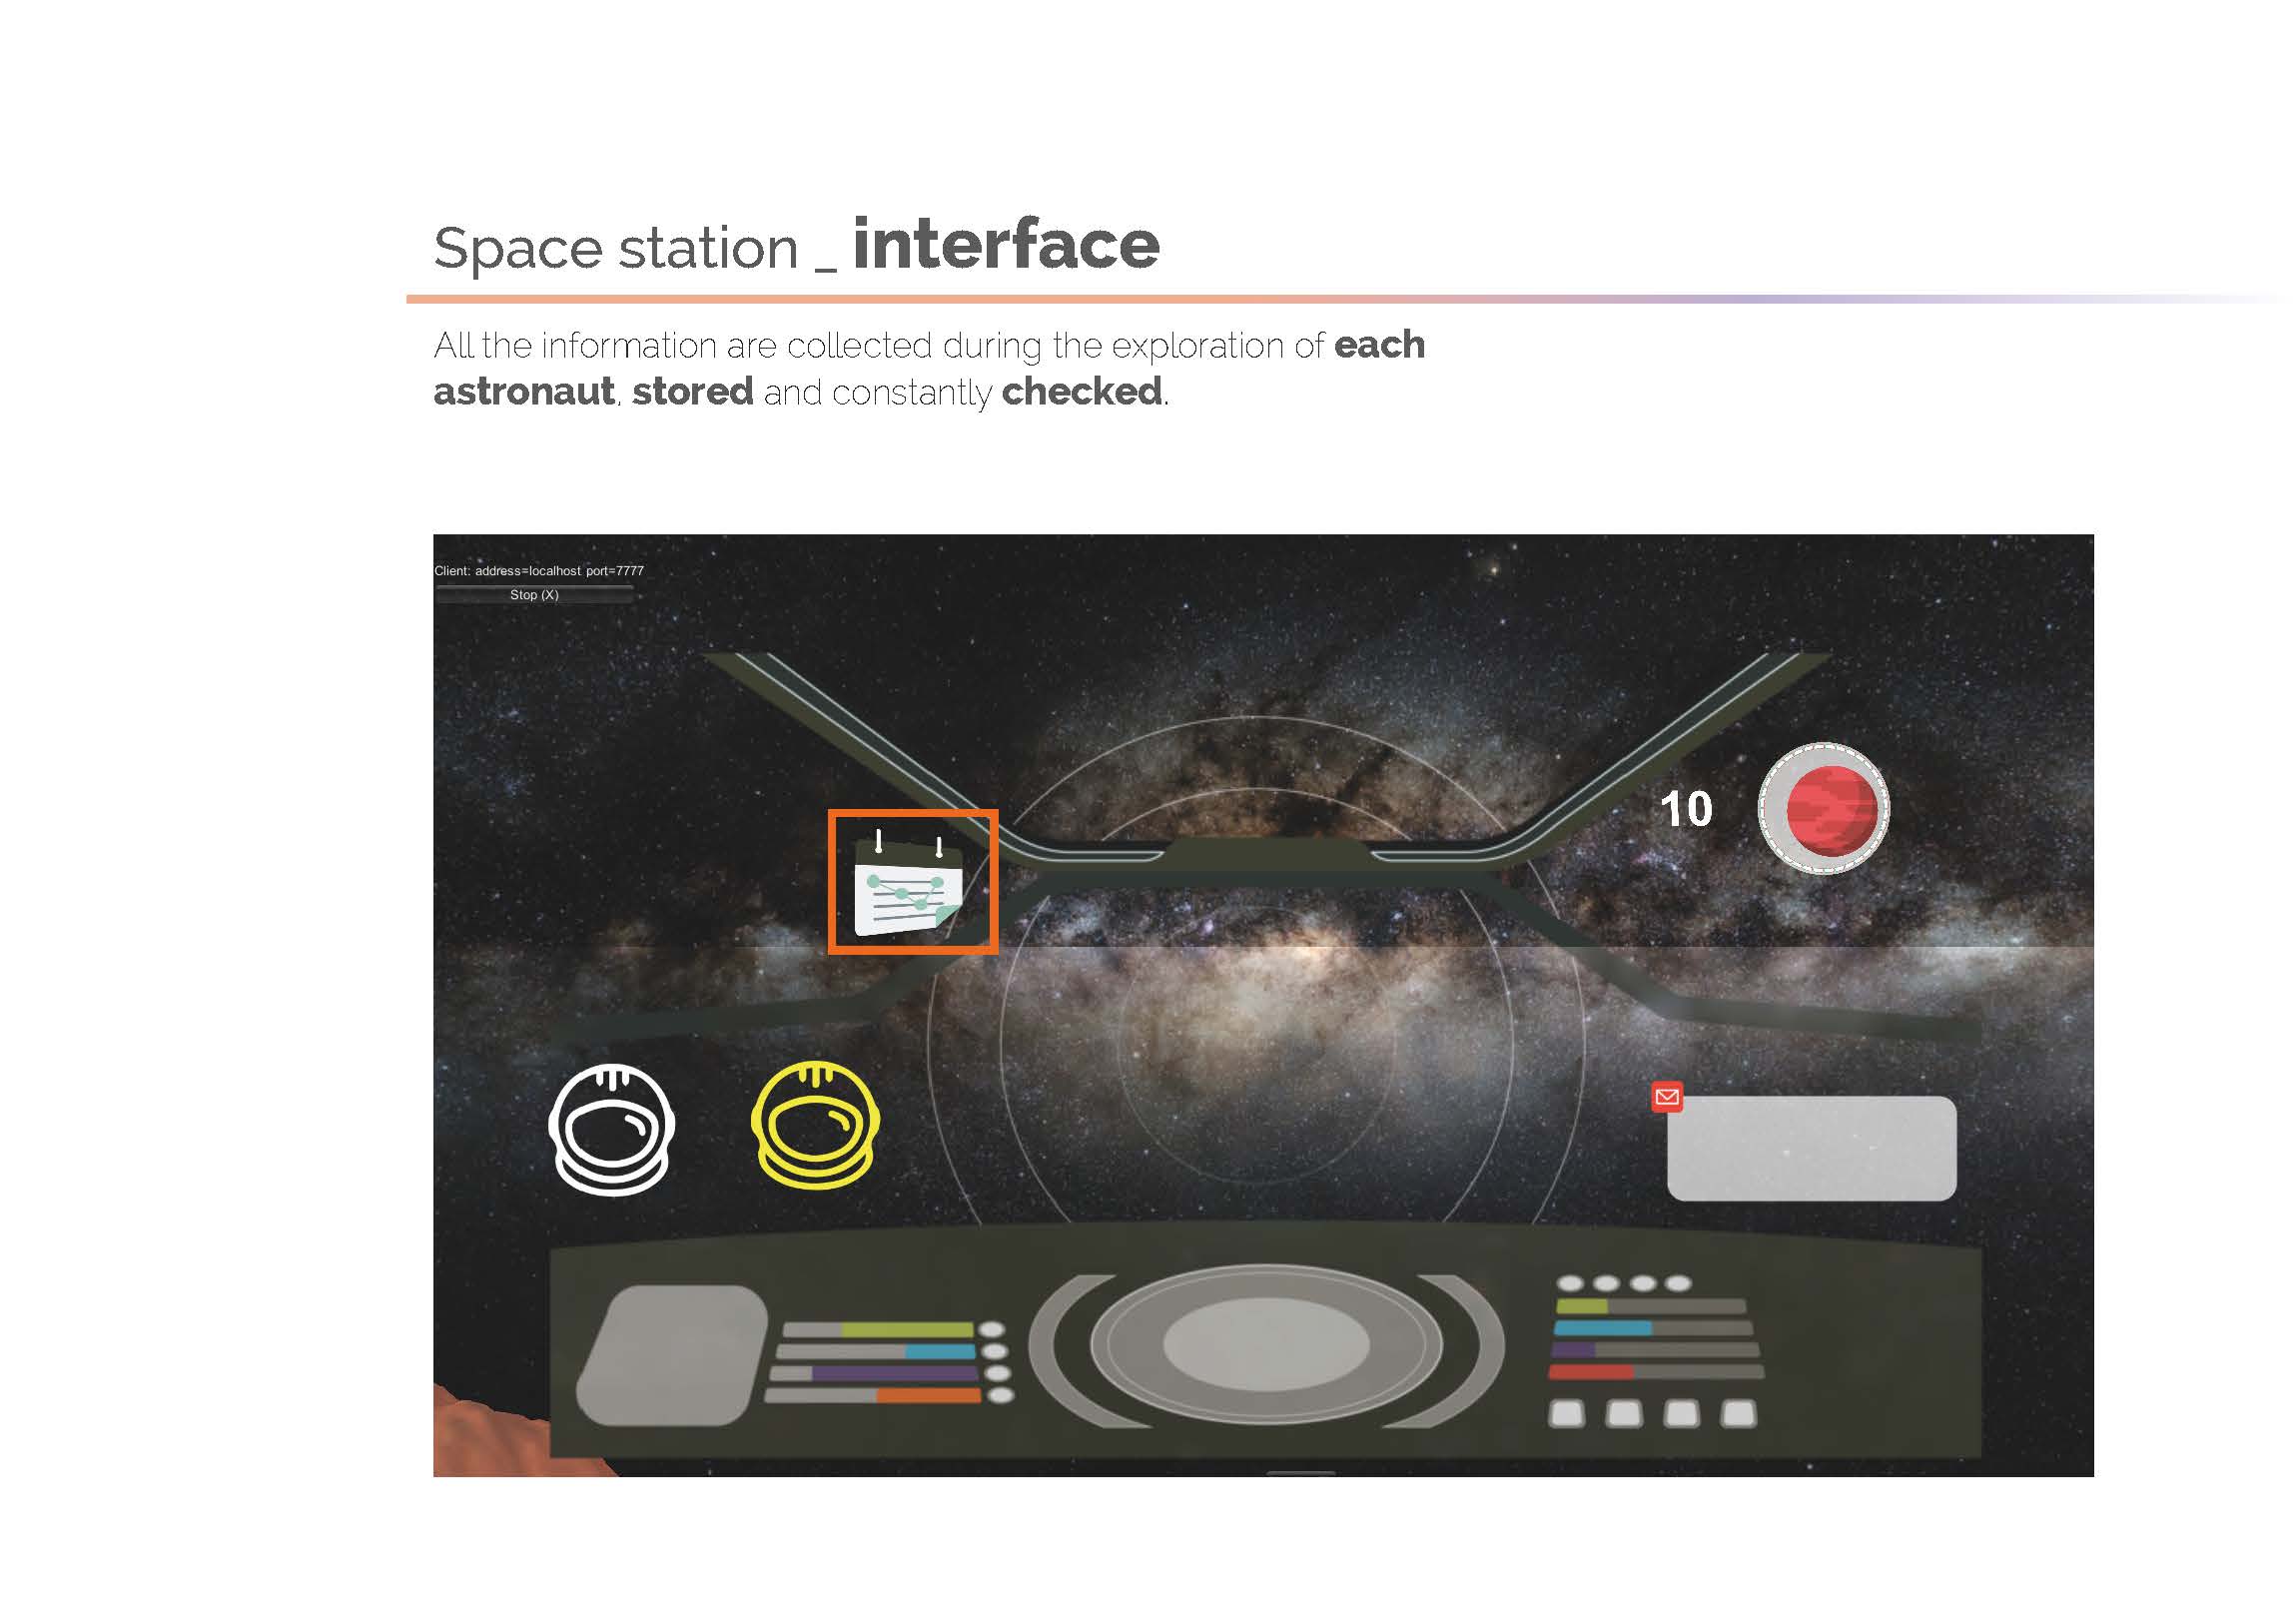 Space station _ interface
All the information are collected during the exploration of each
astronaut, stored and constantly checked.
Client: address=localhost port=7777
Stop (X)
10